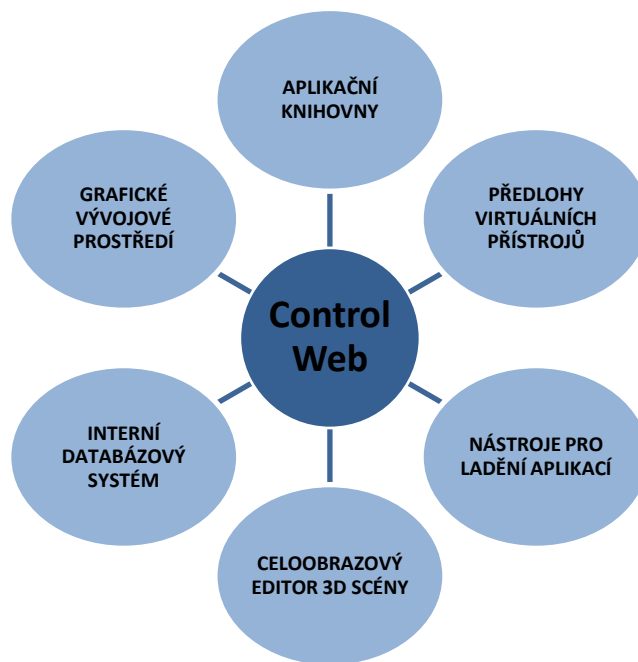 APLIKAČNÍ
KNIHOVNY
GRAFICKÉ
VÝVOJOVÉ
PROSTŘEDÍ
PŘEDLOHY
VIRTUÁLNÍCH
PŘÍSTROJŮ
Control
Web
INTERNÍ
DATABÁZOVÝ
SYSTÉM
NÁSTROJE PRO
LADĚNÍ APLIKACÍ
CELOOBRAZOVÝ
EDITOR 3D SCÉNY